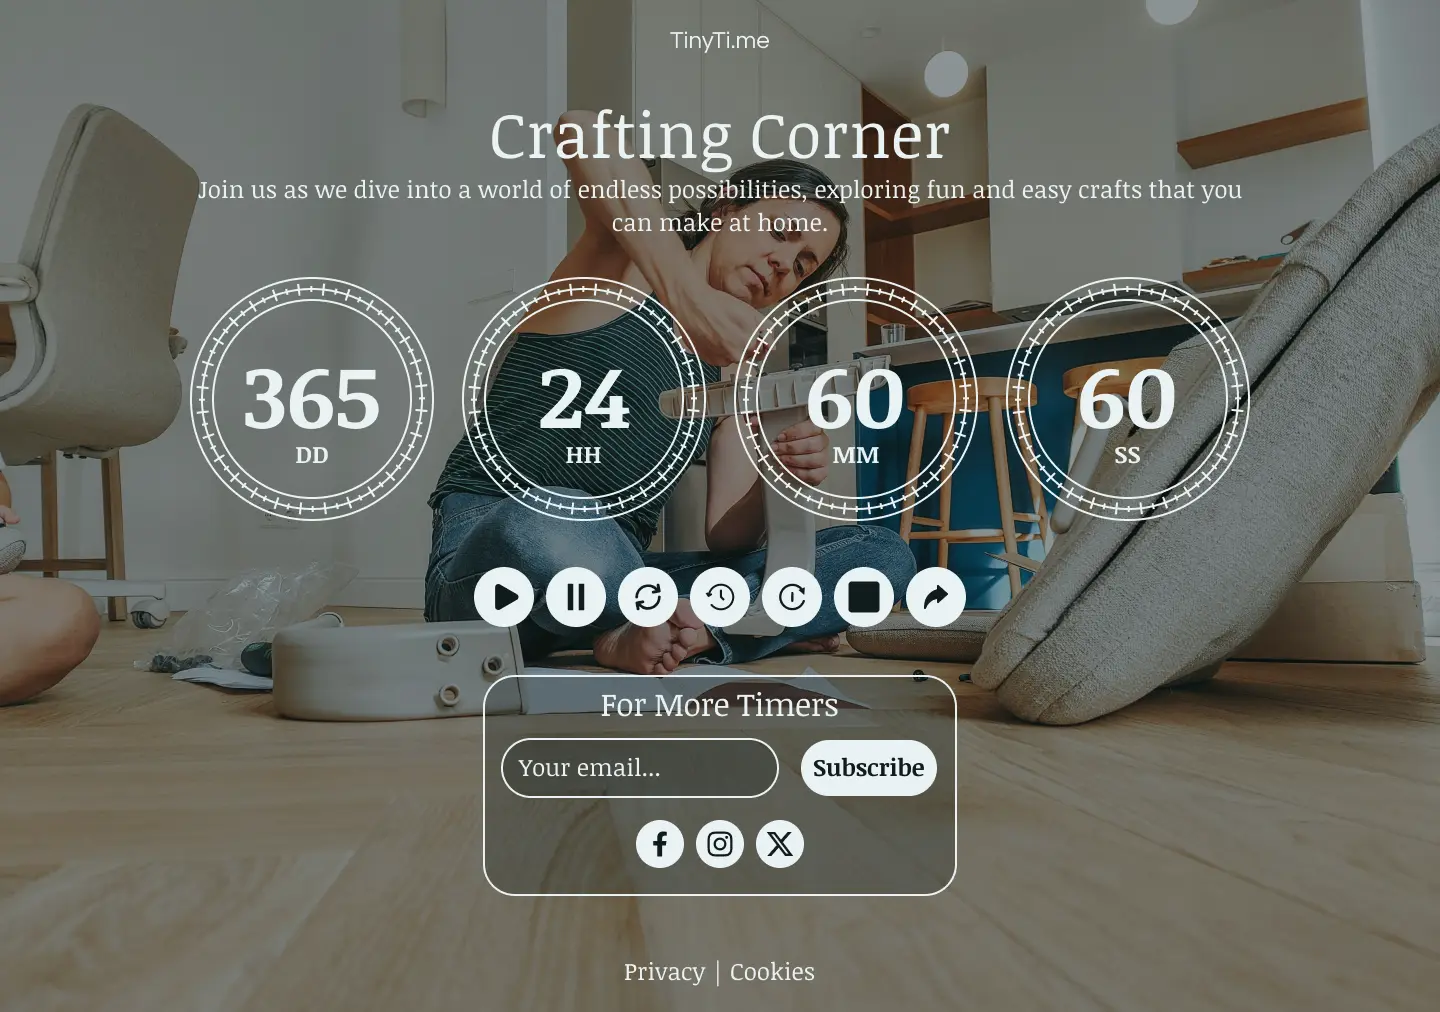 TinyTi.me
Crafting Corner
Join us as we dive into a world of endless possibilities, exploring fun and easy crafts that you
can make at home.
365 24 60 60
DD HH MM SS
For More Timers
Your email... Subscribe
Privacy | Cookies